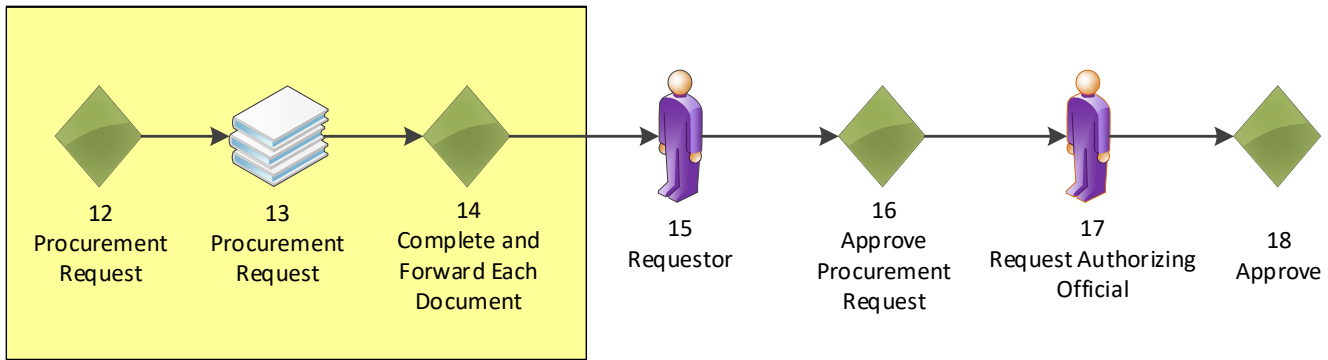 12
Procurement
Request
13
Procurement
Request
14
Complete and
Forward Each
Document
15
Requestor
16
Approve
Procurement
Request
17
Request Authorizing
Official
18
Approve